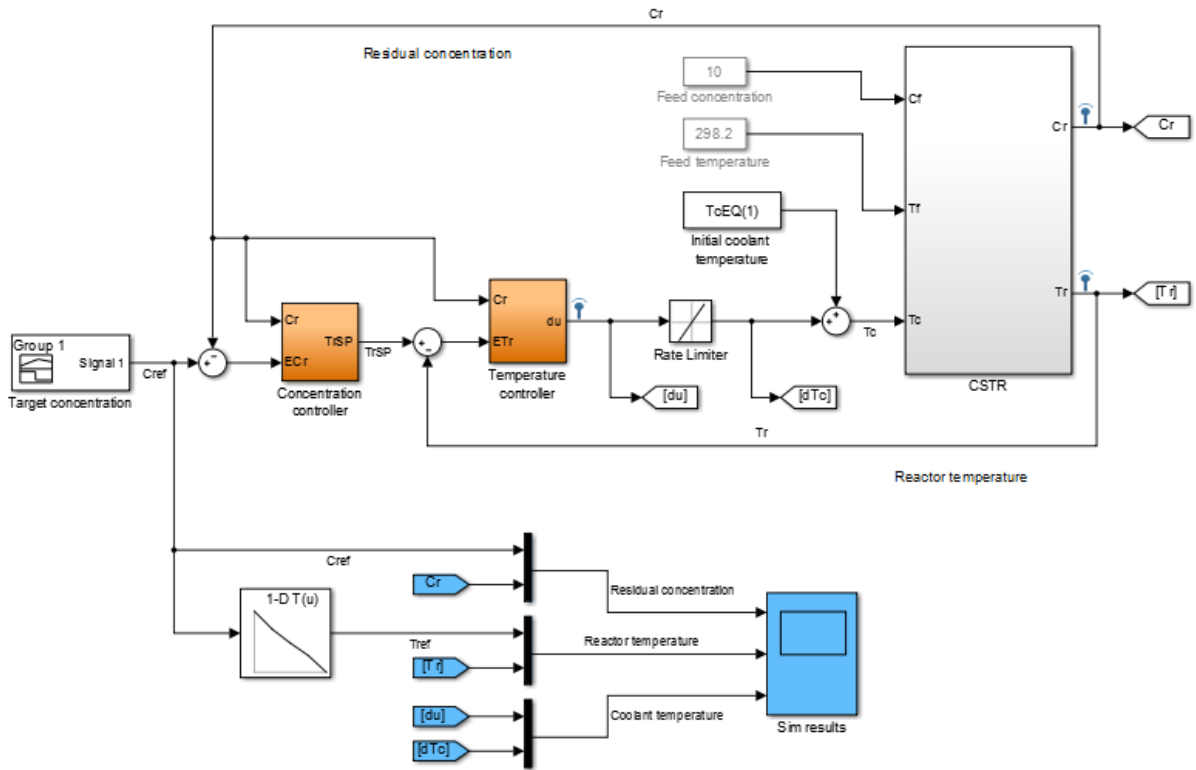 Cr
Residual concentration
10
Feed concentration
Cf
Cr
Cr
298.2
Feed temperature
Tf
TcEQ(1)
Initial coolant
temperature
Cr
du
ETr
Temperature
controller
Tr
[Tr]
Cr
TrSP
ECr
TrSP
Concentration
controller
Rate Limiter
Tc
Tc
CSTR
Group 1
Signal 1
Cref
Target concentration
[du]
[dTc]
Tr
Reactor temperature
Cref
Cr
Residual concentration
1-D T(u)
Tref
[Tr]
Reactor temperature
[du]
[dTc]
Coolant temperature
Sim results